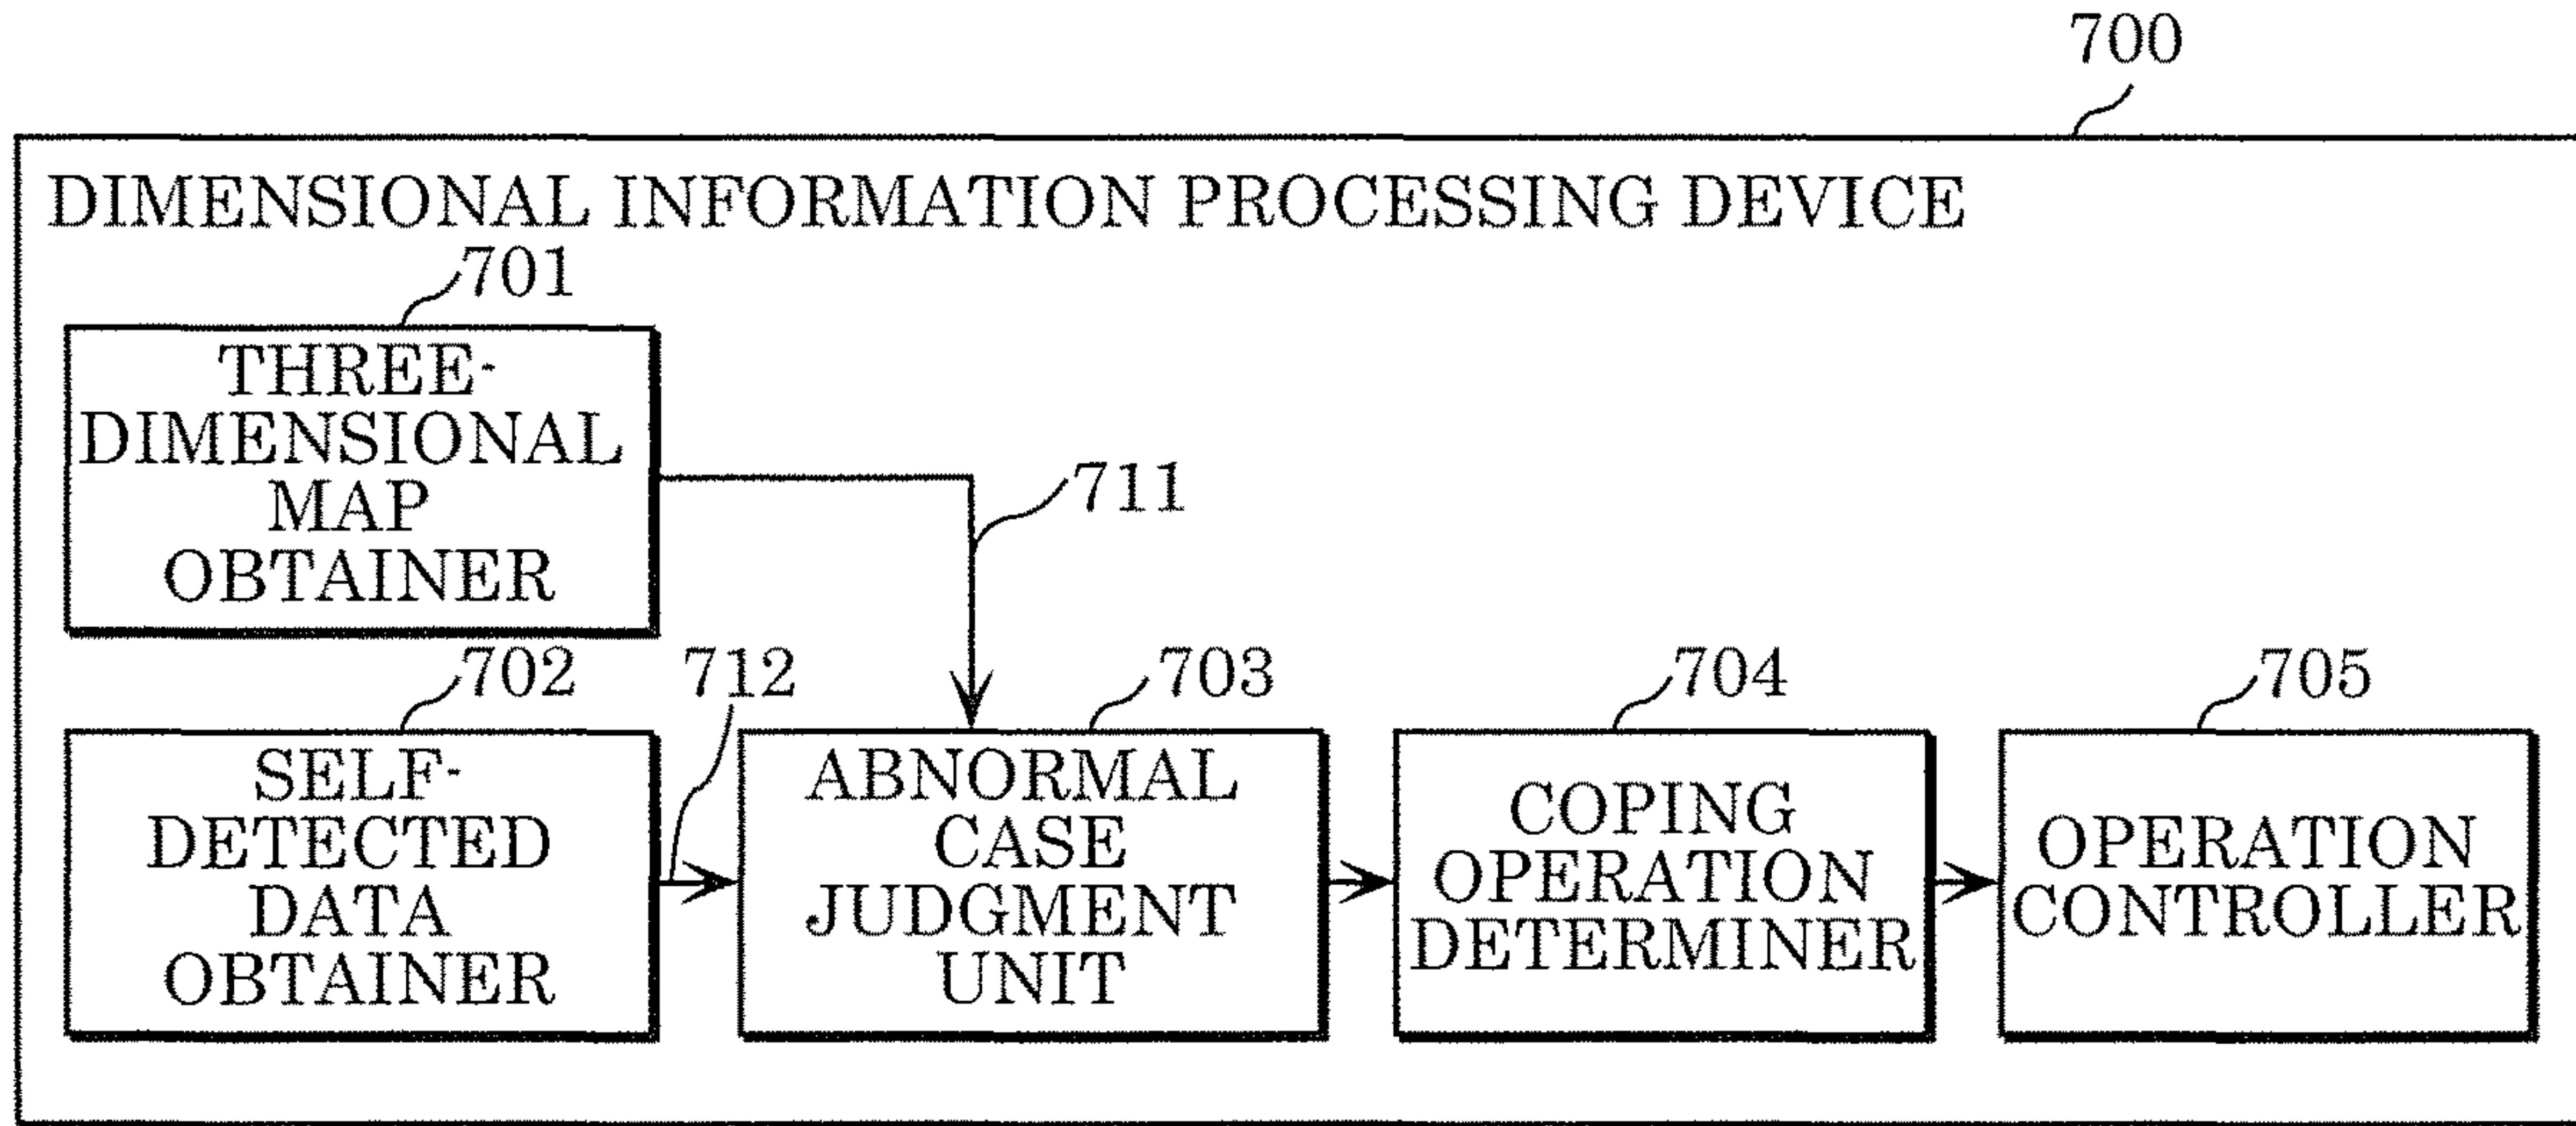 700
DIMENSIONAL INFORMATION PROCESSING DEVICE
701
THREE-
DIMENSIONAL
MAP
OBTAINER
711
702
SELF-
DETECTED
DATA
OBTAINER
712
703
ABNORMAL
CASE
JUDGMENT
UNIT
704
COPING
OPERATION
DETERMINER
705
OPERATION
CONTROLLER